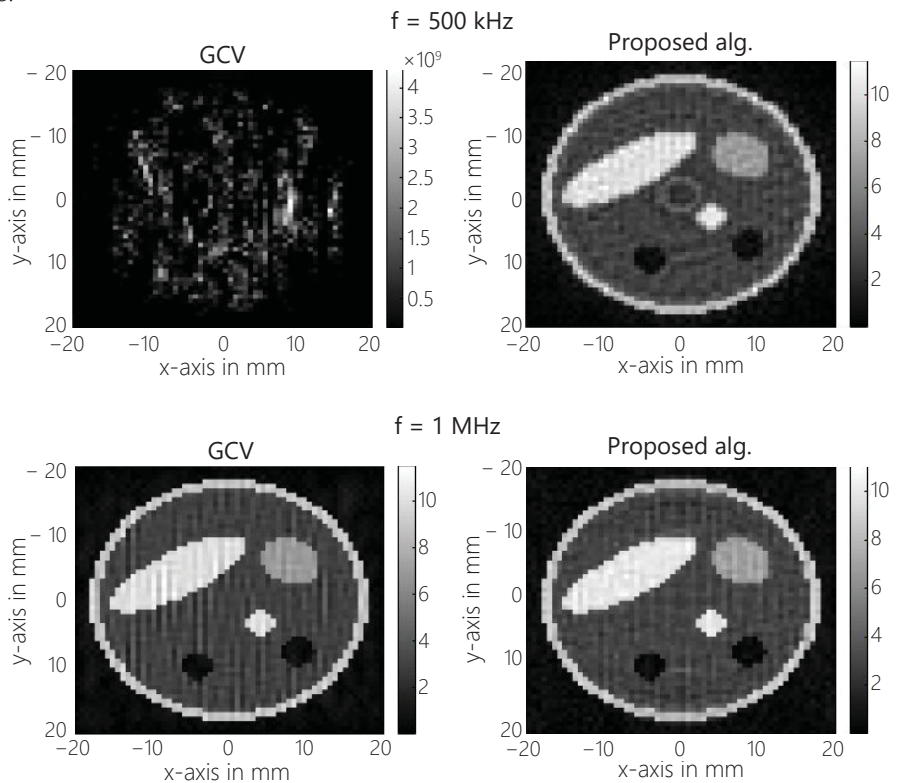 f = 500 kHz
GCV
Proposed alg.
×10⁹
– 20
– 10
0
10
20
y-axis in mm
–20 –10 0 10 20
x-axis in mm
4
3.5
3
2.5
2
1.5
1
0.5
– 20
– 10
0
10
20
y-axis in mm
–20 –10 0 10 20
x-axis in mm
10
8
6
4
2
f = 1 MHz
GCV
Proposed alg.
– 20
– 10
0
10
20
y-axis in mm
–20 –10 0 10 20
x-axis in mm
10
8
6
4
2
– 20
– 10
0
10
20
y-axis in mm
–20 –10 0 10 20
x-axis in mm
10
8
6
4
2